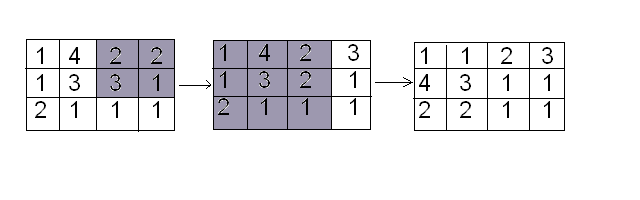 1 4 2 2
1 3 3 1
2 1 1 1
1 4 2 3
1 3 2 1
2 1 1 1
1 1 2 3
4 3 1 1
2 2 1 1